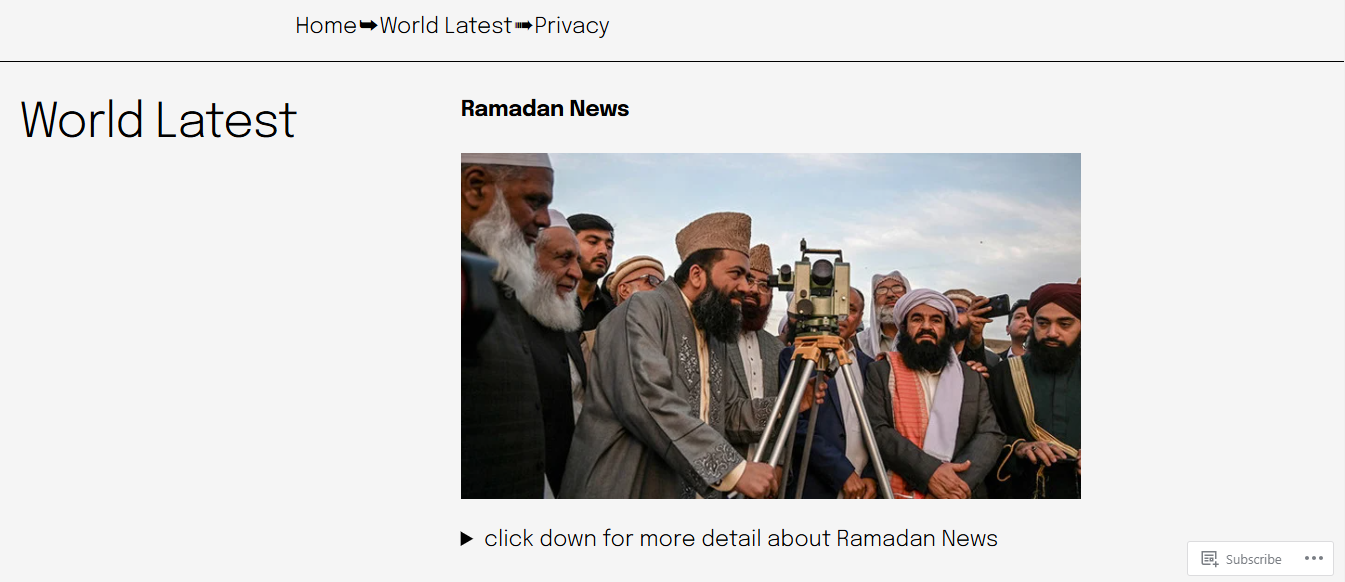 Home➥World Latest➠Privacy
World Latest
Ramadan News
▶ click down for more detail about Ramadan News
Subscribe •••